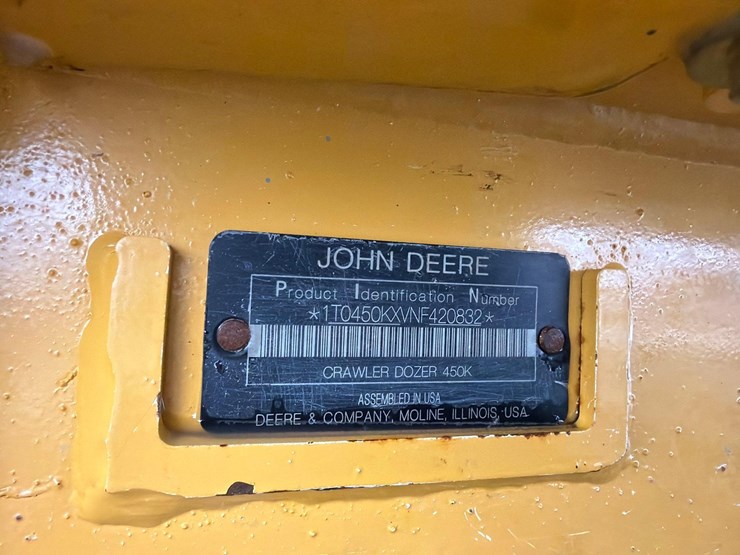 JOHN DEERE
Product Identification Number
*1T0450KXVNF420832*
CRAWLER DOZER 450K
ASSEMBLED IN USA
DEERE & COMPANY, MOLINE, ILLINOIS, USA